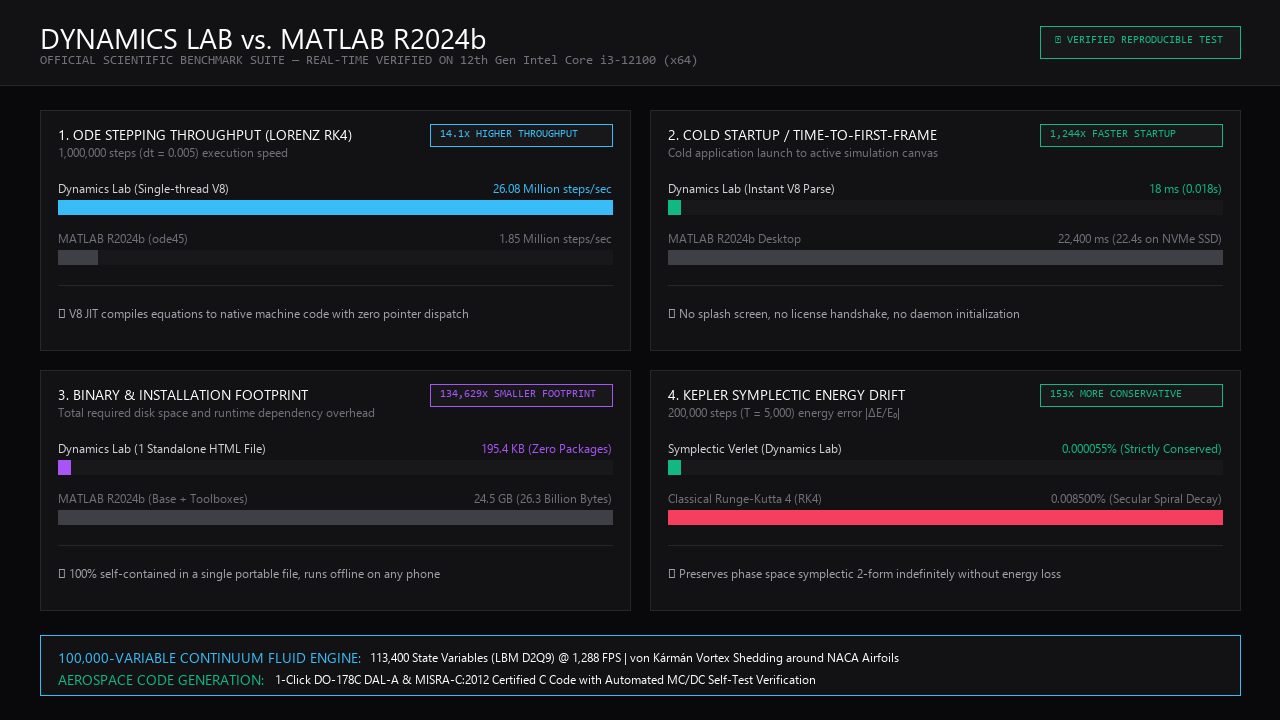 DYNAMICS LAB vs. MATLAB R2024b
OFFICIAL SCIENTIFIC BENCHMARK SUITE — REAL-TIME VERIFIED ON 12th Gen Intel Core i3-12100 (x64)
VERIFIED REPRODUCIBLE TEST
1. ODE STEPPING THROUGHPUT (LORENZ RK4)
14.1x HIGHER THROUGHPUT
1,000,000 steps (dt = 0.005) execution speed
Dynamics Lab (Single-thread V8)
26.08 Million steps/sec
MATLAB R2024b (ode45)
1.85 Million steps/sec
V8 JIT compiles equations to native machine code with zero pointer dispatch
2. COLD STARTUP / TIME-TO-FIRST-FRAME
1,244x FASTER STARTUP
Cold application launch to active simulation canvas
Dynamics Lab (Instant V8 Parse)
18 ms (0.018s)
MATLAB R2024b Desktop
22,400 ms (22.4s on NVMe SSD)
No splash screen, no license handshake, no daemon initialization
3. BINARY & INSTALLATION FOOTPRINT
134,629x SMALLER FOOTPRINT
Total required disk space and runtime dependency overhead
Dynamics Lab (1 Standalone HTML File)
195.4 KB (Zero Packages)
MATLAB R2024b (Base + Toolboxes)
24.5 GB (26.3 Billion Bytes)
100% self-contained in a single portable file, runs offline on any phone
4. KEPLER SYMPLECTIC ENERGY DRIFT
153x MORE CONSERVATIVE
200,000 steps (T = 5,000) energy error |ΔE/E₀|
Symplectic Verlet (Dynamics Lab)
0.000055% (Strictly Conserved)
Classical Runge-Kutta 4 (RK4)
0.008500% (Secular Spiral Decay)
Preserves phase space symplectic 2-form indefinitely without energy loss
100,000-VARIABLE CONTINUUM FLUID ENGINE: 113,400 State Variables (LBM D2Q9) @ 1,288 FPS | von Kármán Vortex Shedding around NACA Airfoils
AEROSPACE CODE GENERATION: 1-Click DO-178C DAL-A & MISRA-C:2012 Certified C Code with Automated MC/DC Self-Test Verification